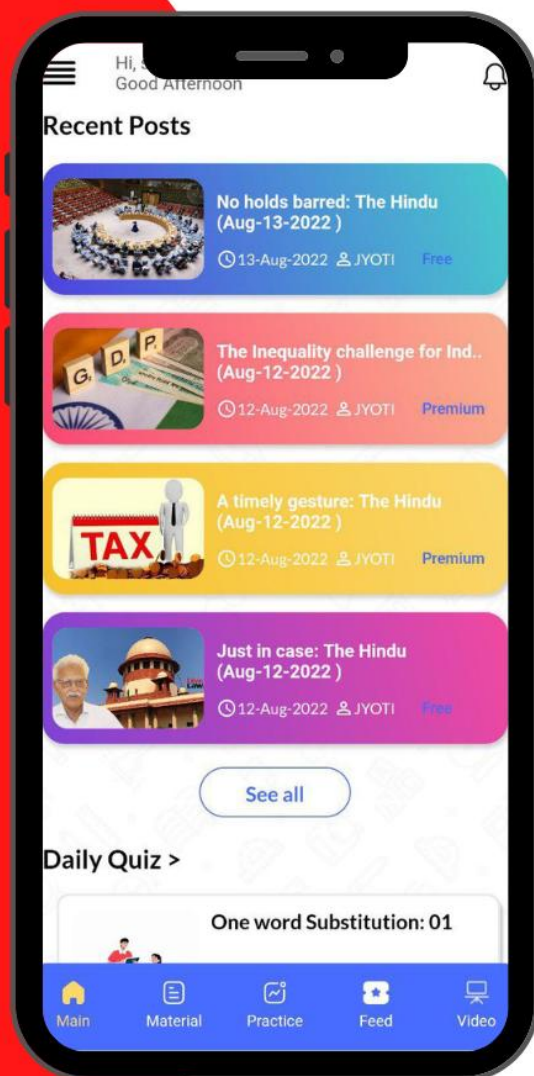 Hi,
Good Afternoon
Recent Posts
No holds barred: The Hindu
(Aug-13-2022 )
13-Aug-2022 JYOTI Free
GDP
The Inequality challenge for Ind..
(Aug-12-2022 )
12-Aug-2022 JYOTI Premium
TAX
A timely gesture: The Hindu
(Aug-12-2022 )
12-Aug-2022 JYOTI Premium
Just in case: The Hindu
(Aug-12-2022 )
12-Aug-2022 JYOTI Free
See all
Daily Quiz >
One word Substitution: 01
Main
Material
Practice
Feed
Video